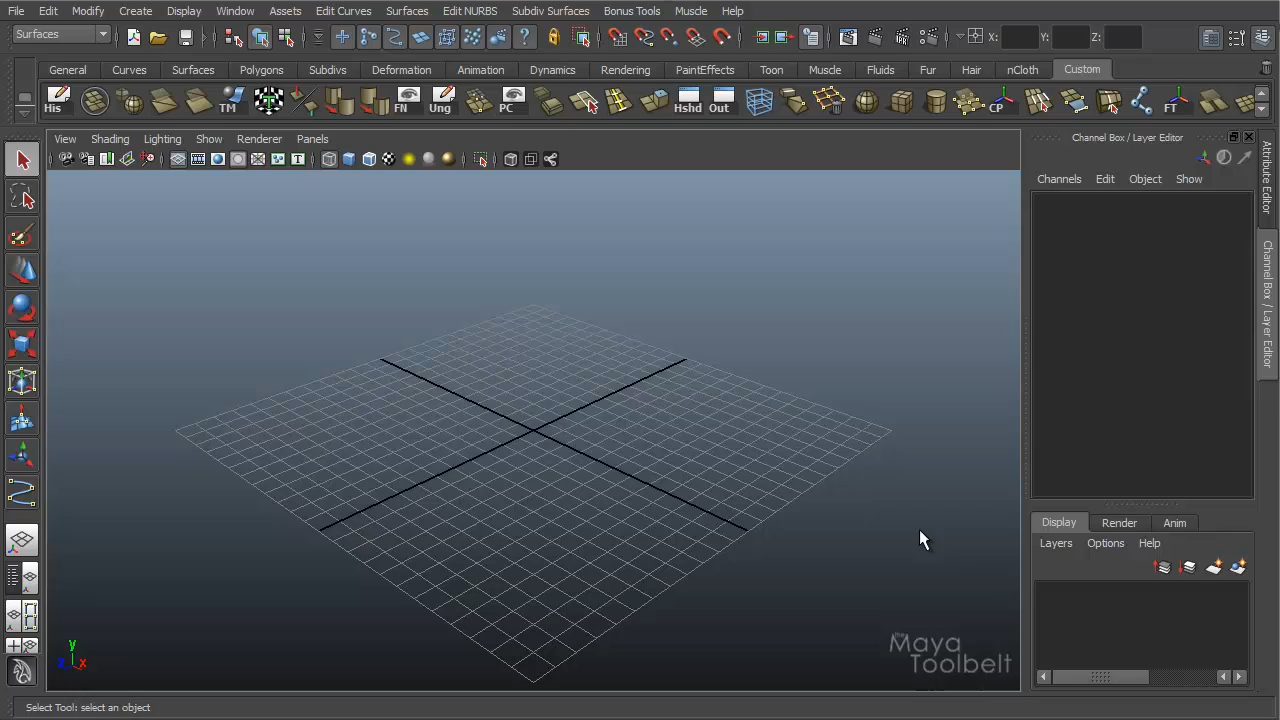 File Edit Modify Create Display Window Assets Edit Curves Surfaces Edit NURBS Subdiv Surfaces Bonus Tools Muscle Help
Surfaces X: Y: Z:
General Curves Surfaces Polygons Subdivs Deformation Animation Dynamics Rendering PaintEffects Toon Muscle Fluids Fur Hair nCloth Custom
His TM FN Ung PC Hshd Out CP FT
View Shading Lighting Show Renderer Panels
Channel Box / Layer Editor
Channels Edit Object Show
Attribute Editor
Channel Box / Layer Editor
Display Render Anim
Layers Options Help
y
z x
the
Maya
Toolbelt
Select Tool: select an object